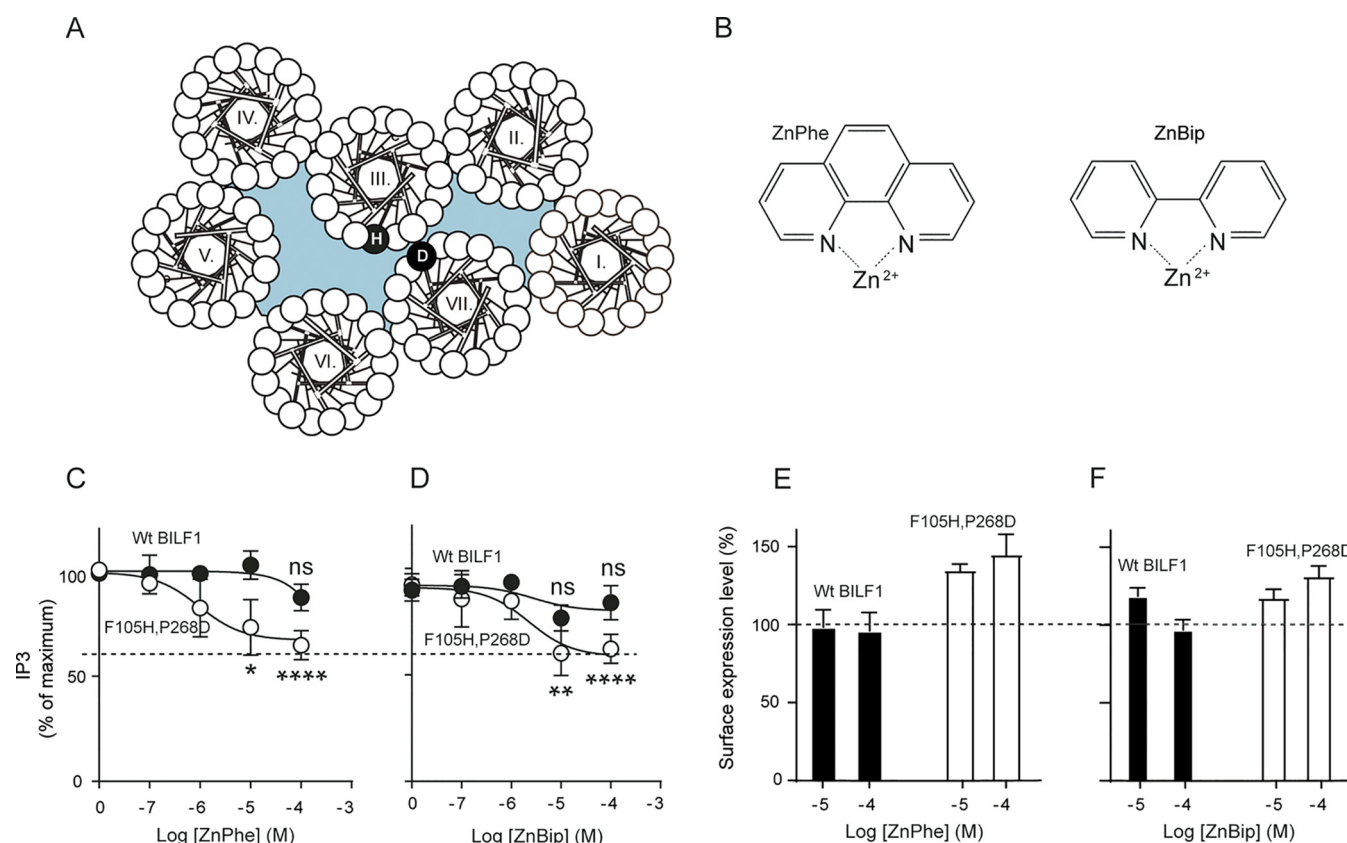 A
IV.
II.
III.
V.
H
D
I.
VII.
VI.
B
ZnPhe
N
N
Zn2+
ZnBip
N
N
Zn2+
C
IP3
(% of maximum)
100
50
0
Wt BILF1
ns
F105H,P268D
*
****
0 -7 -6 -5 -4 -3
Log [ZnPhe] (M)
D
Wt BILF1
ns
ns
F105H,P268D
**
****
0 -7 -6 -5 -4 -3
Log [ZnBip] (M)
E
Surface expression level (%)
150
100
50
0
F105H,P268D
Wt BILF1
-5 -4 -5 -4
Log [ZnPhe] (M)
F
Wt BILF1
F105H,P268D
-5 -4 -5 -4
Log [ZnBip] (M)